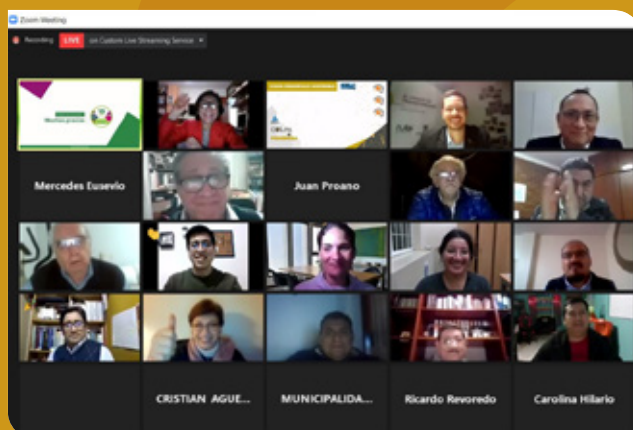 Zoom Meeting
Recording
LIVE
on Custom Live Streaming Service
Mercedes Eusevio
Juan Proano
CRISTIAN AGUE...
MUNICIPALIDA...
Ricardo Revoredo
Carolina Hilario